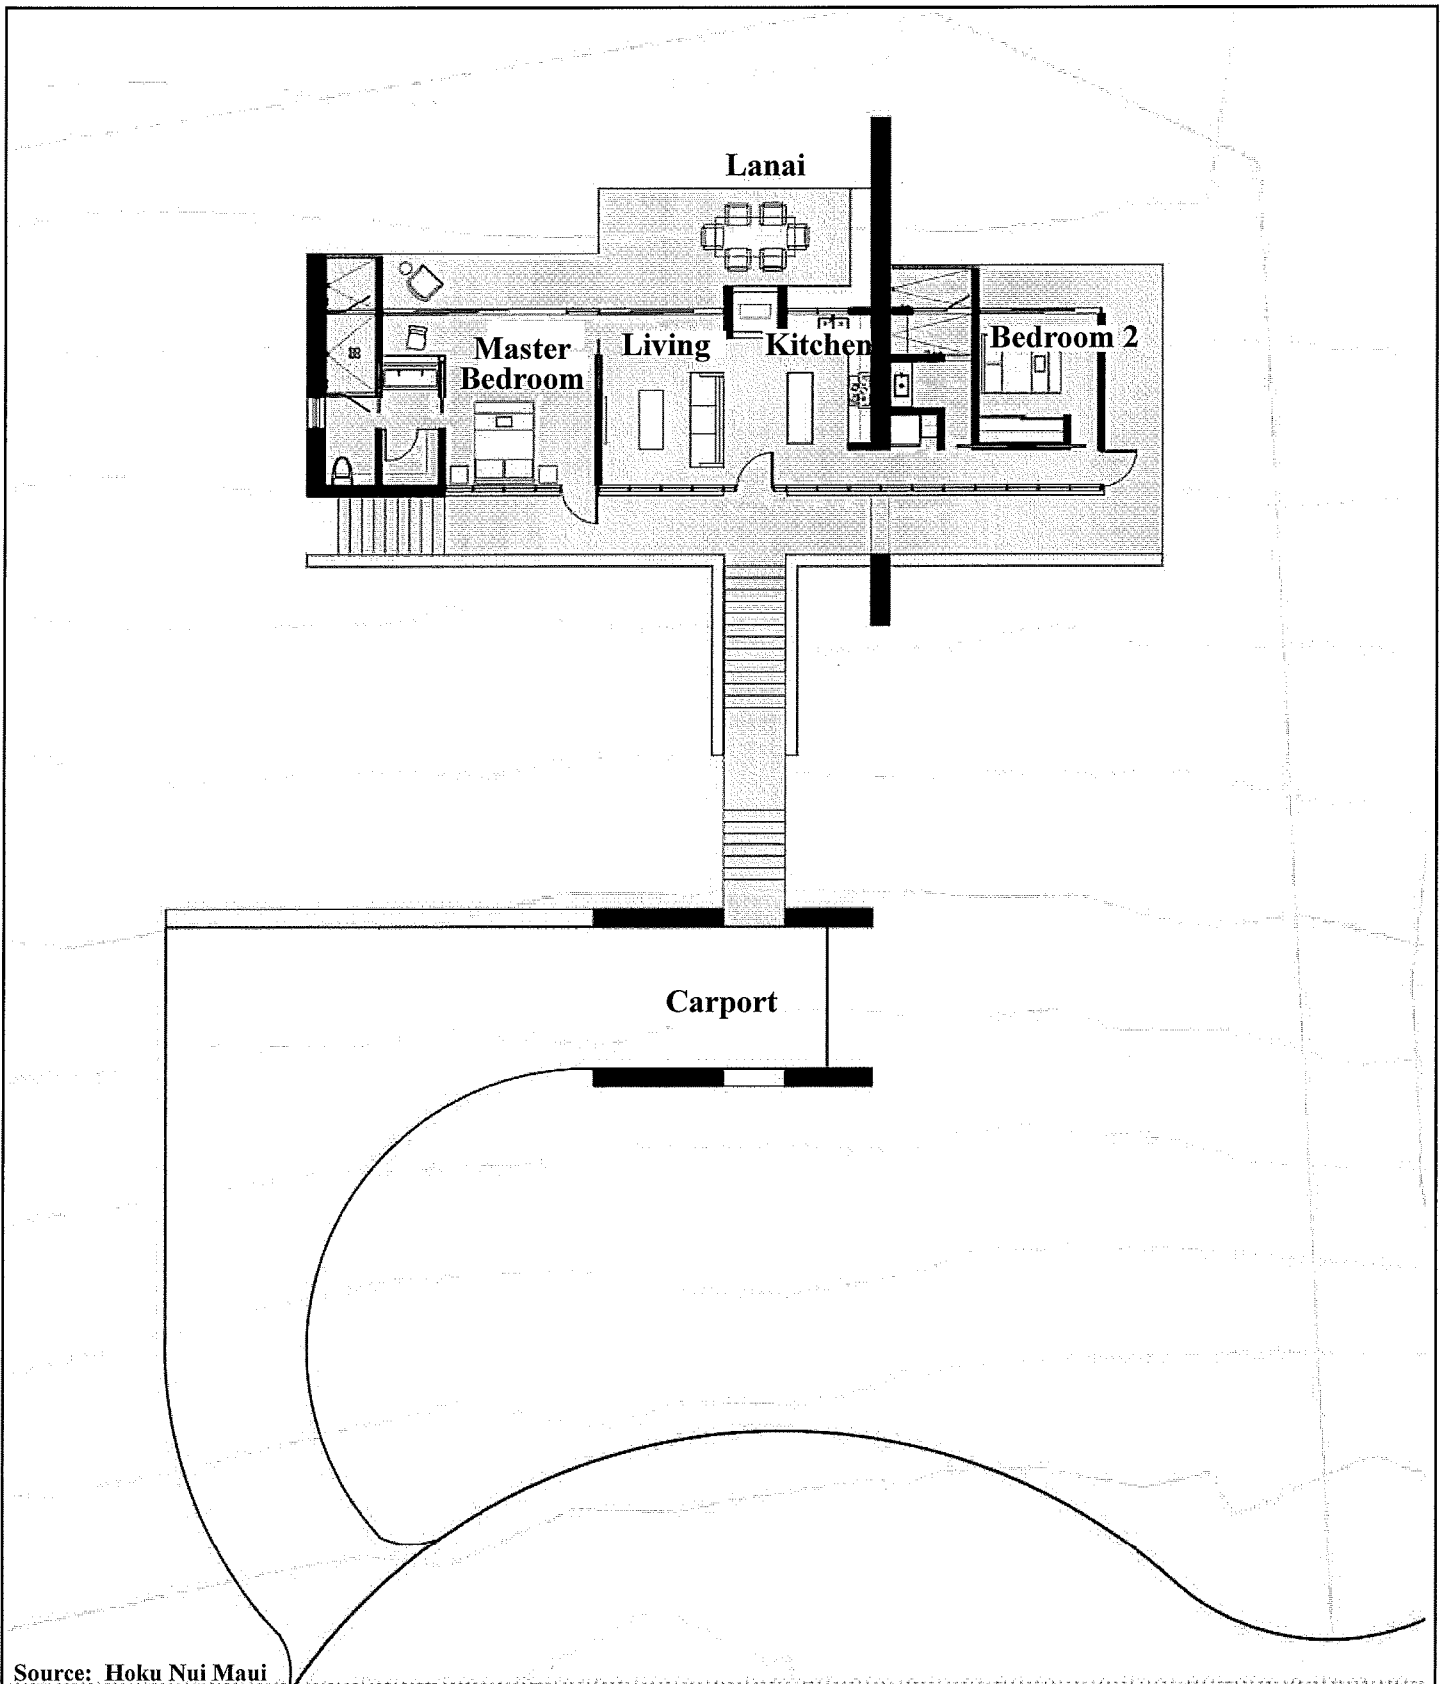 Lanai
Master
Bedroom
Living
Kitchen
Bedroom 2
Carport
Source: Hoku Nui Maui